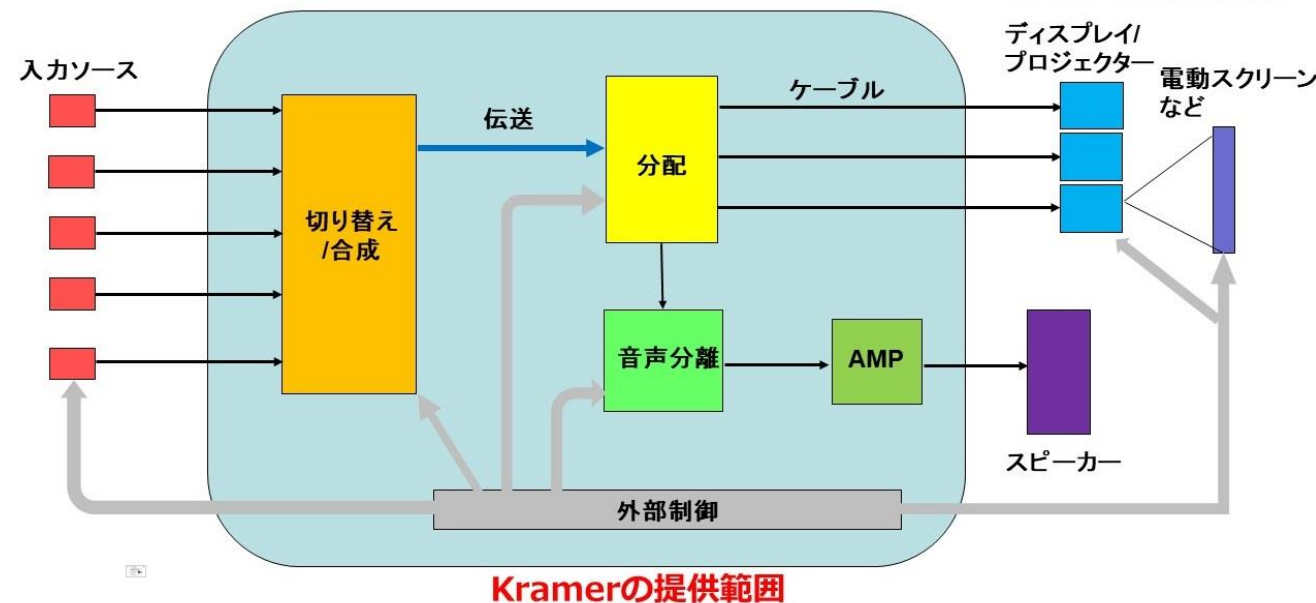 入力ソース
切り替え
/合成
伝送
分配
ケーブル
ディスプレイ/
プロジェクター
電動スクリーン
など
音声分離
AMP
スピーカー
外部制御
Kramerの提供範囲